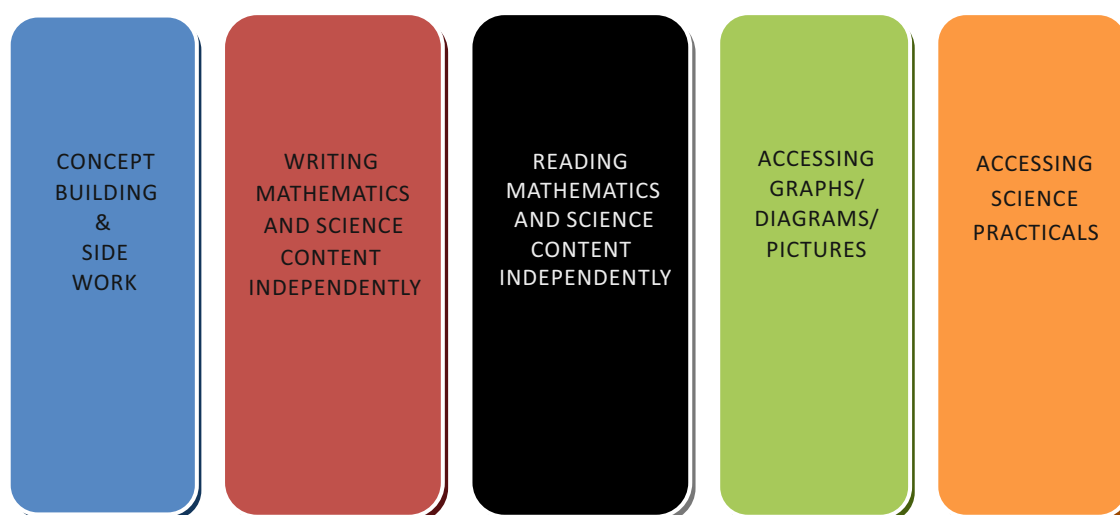 CONCEPT
BUILDING
&
SIDE
WORK
WRITING
MATHEMATICS
AND SCIENCE
CONTENT
INDEPENDENTLY
READING
MATHEMATICS
AND SCIENCE
CONTENT
INDEPENDENTLY
ACCESSING
GRAPHS/
DIAGRAMS/
PICTURES
ACCESSING
SCIENCE
PRACTICALS